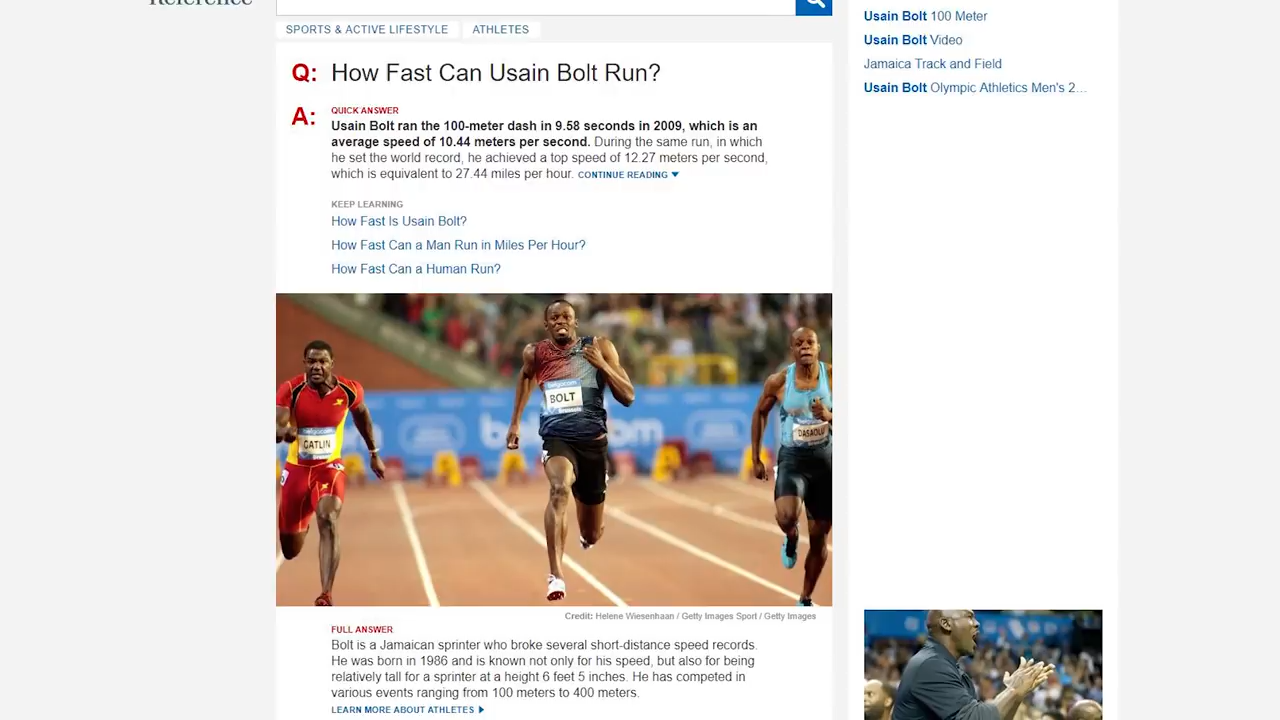 Reference
Usain Bolt 100 Meter
Usain Bolt Video
Jamaica Track and Field
Usain Bolt Olympic Athletics Men's 2...
SPORTS & ACTIVE LIFESTYLE ATHLETES
Q: How Fast Can Usain Bolt Run?
A: QUICK ANSWER
Usain Bolt ran the 100-meter dash in 9.58 seconds in 2009, which is an
average speed of 10.44 meters per second. During the same run, in which
he set the world record, he achieved a top speed of 12.27 meters per second,
which is equivalent to 27.44 miles per hour. CONTINUE READING
KEEP LEARNING
How Fast Is Usain Bolt?
How Fast Can a Man Run in Miles Per Hour?
How Fast Can a Human Run?
GATLIN
BOLT
DASAOLU
Credit: Helene Wiesenhaan / Getty Images Sport / Getty Images
FULL ANSWER
Bolt is a Jamaican sprinter who broke several short-distance speed records.
He was born in 1986 and is known not only for his speed, but also for being
relatively tall for a sprinter at a height 6 feet 5 inches. He has competed in
various events ranging from 100 meters to 400 meters.
LEARN MORE ABOUT ATHLETES